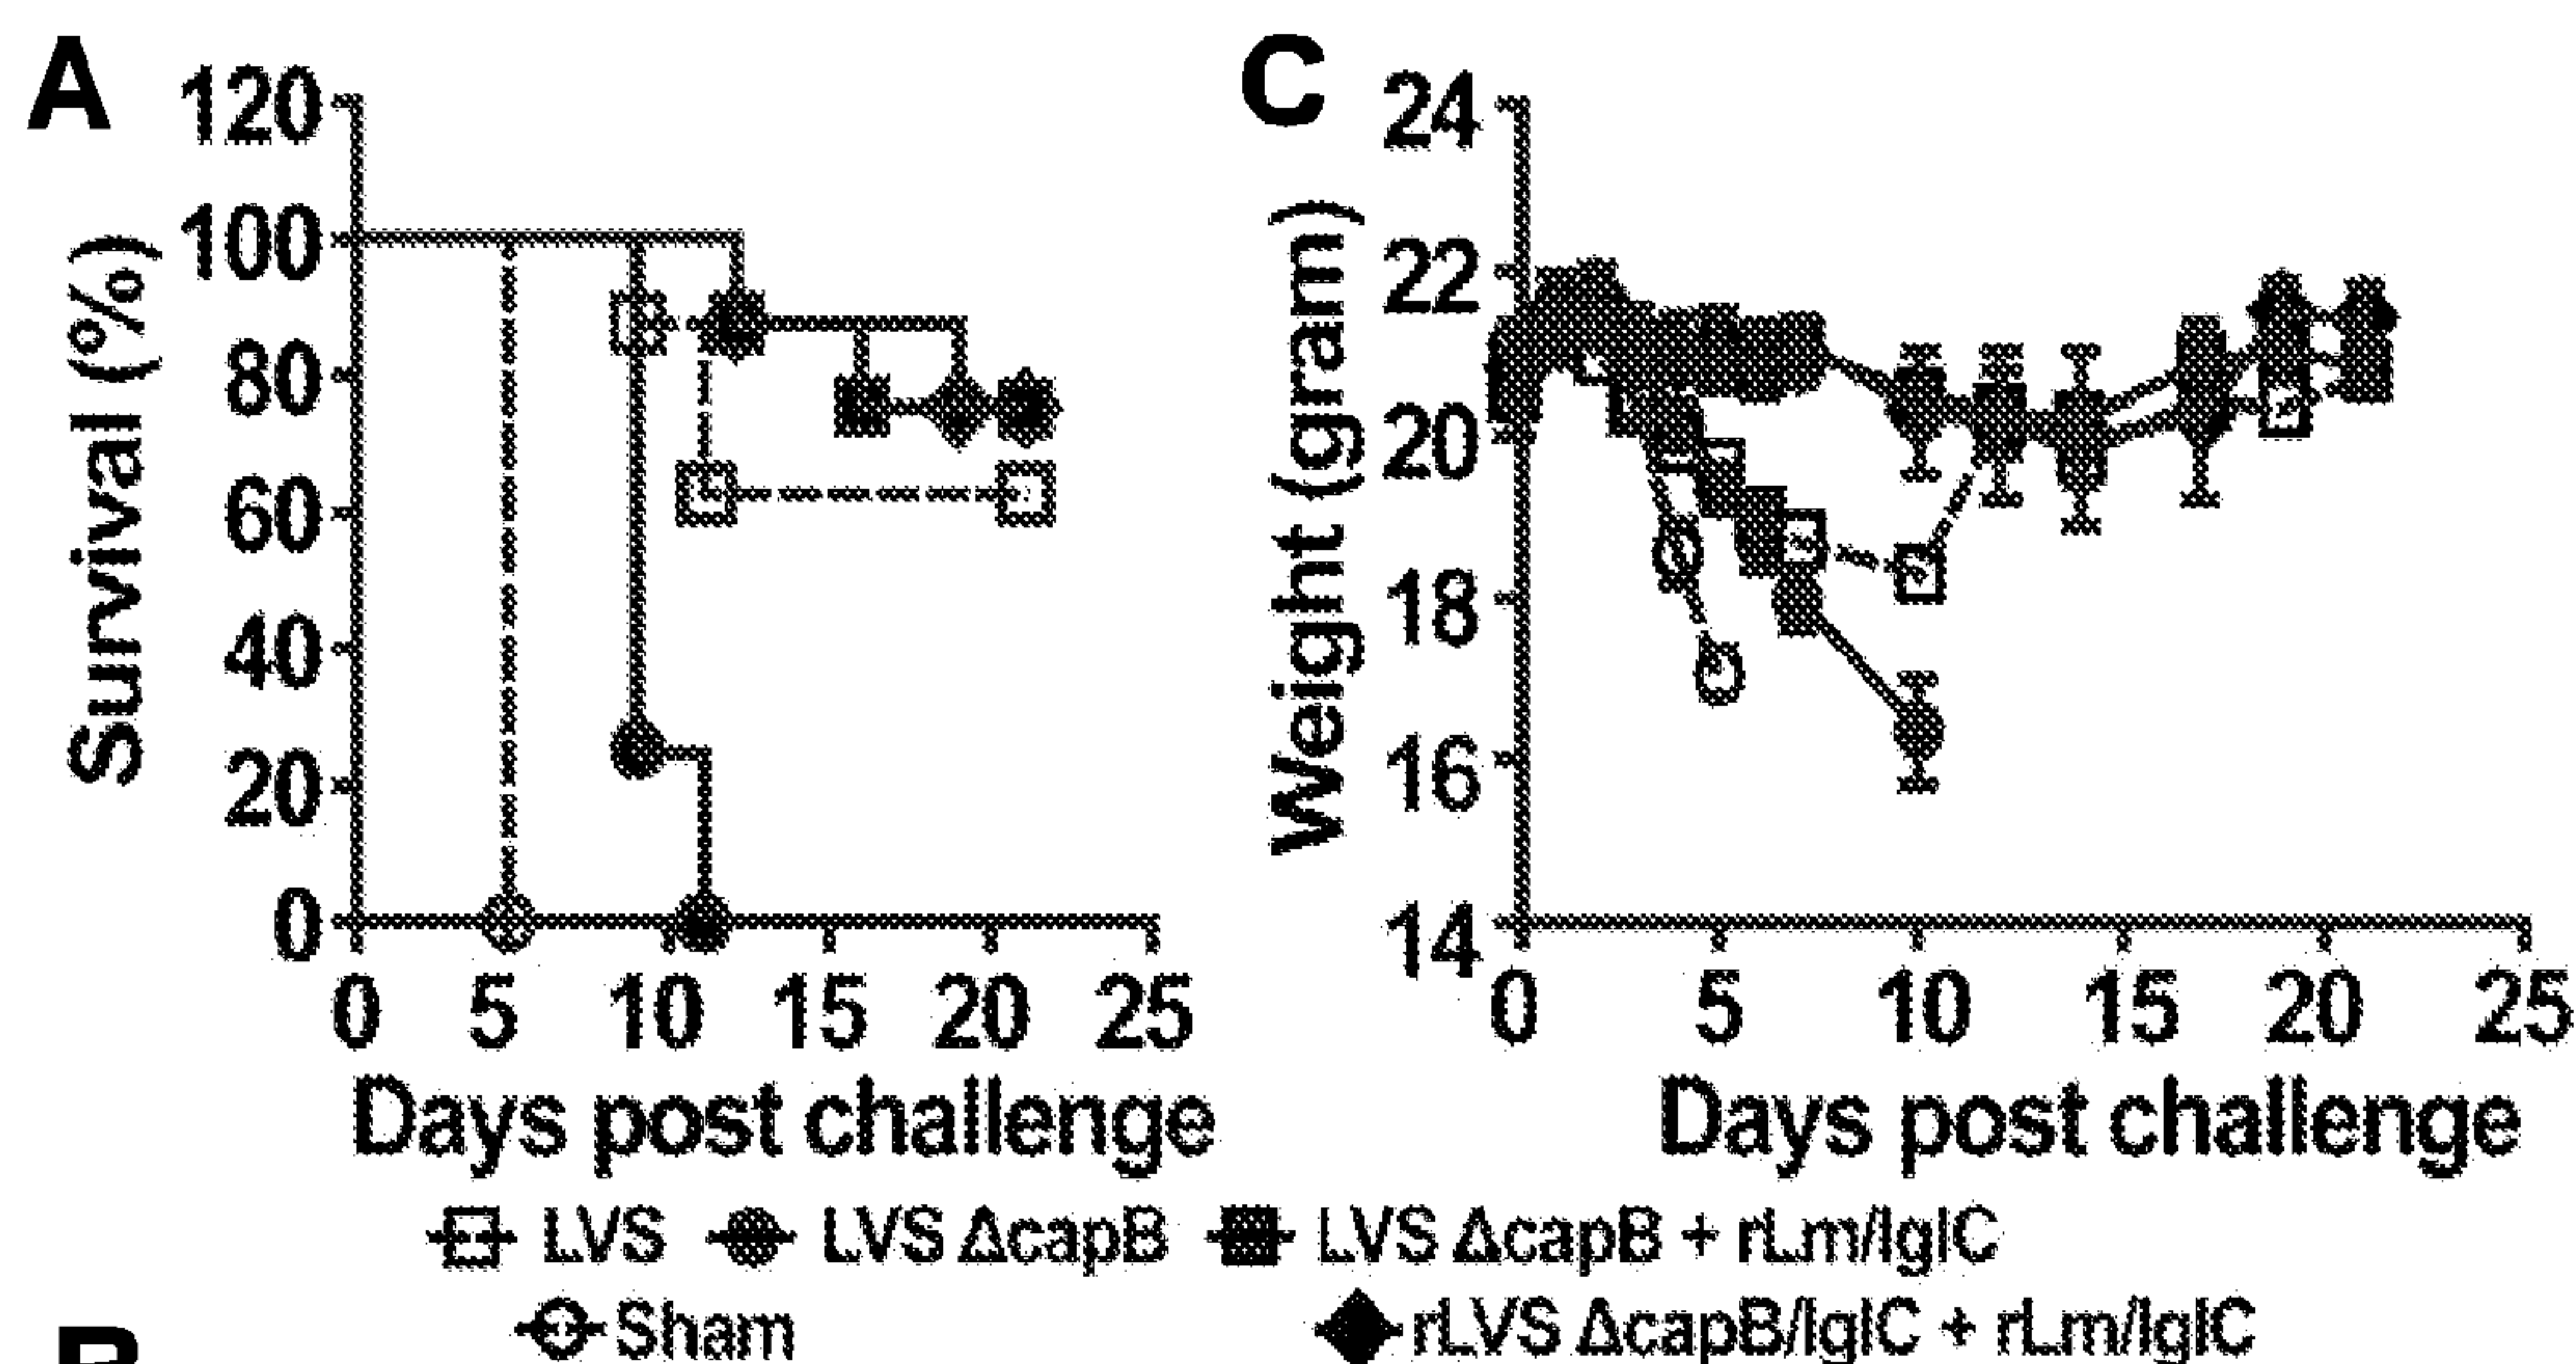 A
120
100
80
60
40
20
0
Survival (%)
0 5 10 15 20 25
Days post challenge
C
24
22
20
18
16
14
Weight (gram)
0 5 10 15 20 25
Days post challenge
LVS LVS ΔcapB LVS ΔcapB + rLm/iglC
Sham rLVS ΔcapB/iglC + rLm/iglC
B